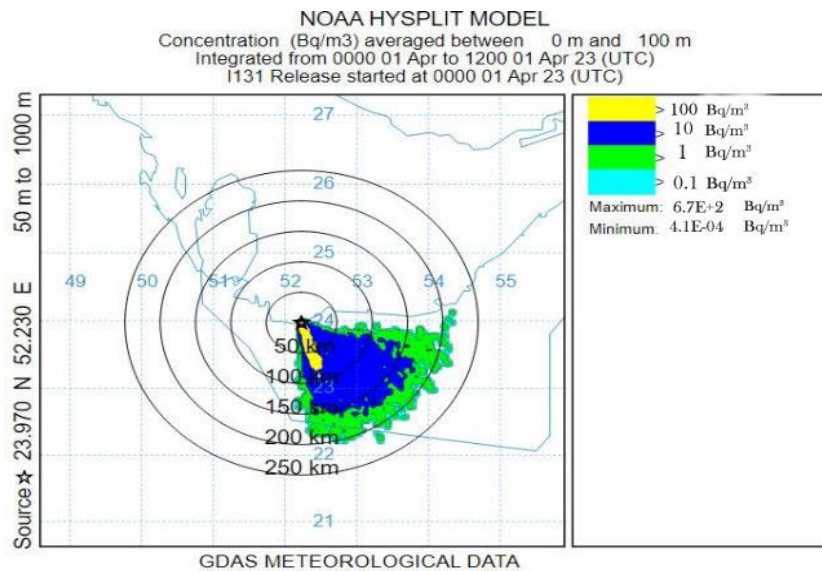 NOAA HYSPLIT MODEL
Concentration (Bq/m3) averaged between 0 m and 100 m
Integrated from 0000 01 Apr to 1200 01 Apr 23 (UTC)
I131 Release started at 0000 01 Apr 23 (UTC)
Source ☆ 23.970 N 52.230 E 50 m to 1000 m
27
26
25
49 50 51 52 53 54 55
24
50 km
100 km
23
150 km
200 km
22
250 km
21
GDAS METEOROLOGICAL DATA
> 100 Bq/m³
> 10 Bq/m³
> 1 Bq/m³
> 0.1 Bq/m³
Maximum: 6.7E+2 Bq/m³
Minimum: 4.1E-04 Bq/m³